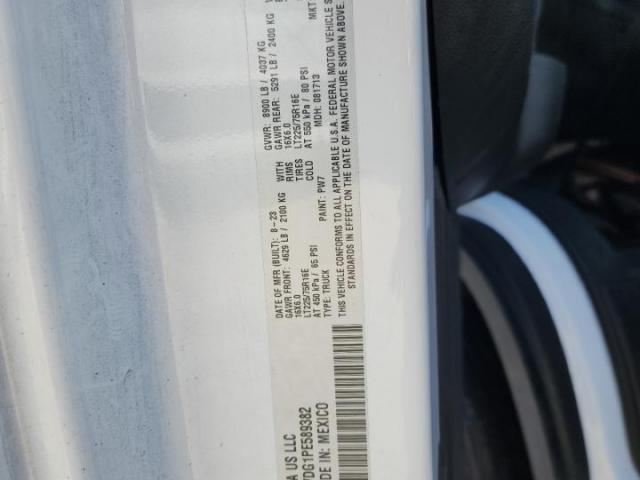 DATE OF MFR (BUILT): 8-23 GVWR: 8900 LB / 4037 KG
GAWR FRONT: 4629 LB / 2100 KG WITH GAWR REAR: 5291 LB / 2400 KG WITH
16X6.0 RIMS 16X6.0
LT225/75R16E TIRES LT225/75R16E
AT 450 kPa / 65 PSI COLD AT 550 kPa / 80 PSI
TYPE: TRUCK PAINT: PW7 MDH: 081713 MKT
THIS VEHICLE CONFORMS TO ALL APPLICABLE U.S.A. FEDERAL MOTOR VEHICLE S
STANDARDS IN EFFECT ON THE DATE OF MANUFACTURE SHOWN ABOVE.
A US LLC
DG1PE589382
DE IN: MEXICO